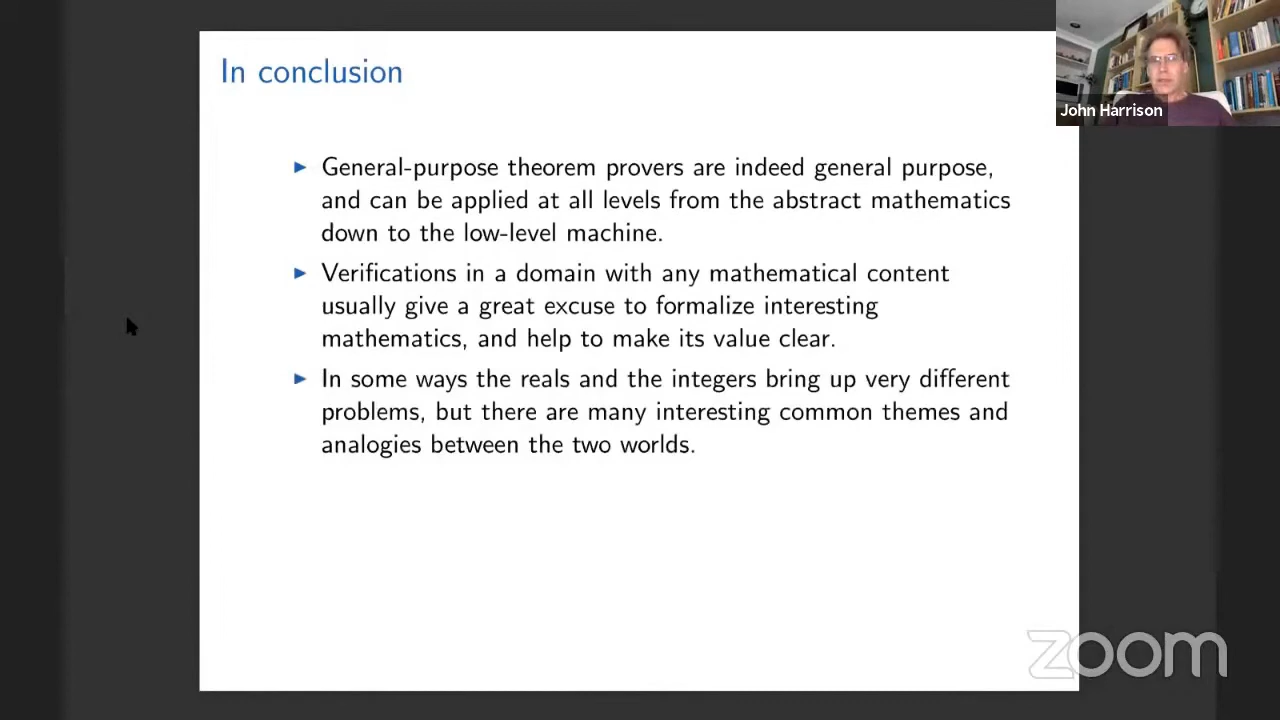 In conclusion
John Harrison
► General-purpose theorem provers are indeed general purpose,
and can be applied at all levels from the abstract mathematics
down to the low-level machine.
► Verifications in a domain with any mathematical content
usually give a great excuse to formalize interesting
mathematics, and help to make its value clear.
► In some ways the reals and the integers bring up very different
problems, but there are many interesting common themes and
analogies between the two worlds.
zoom